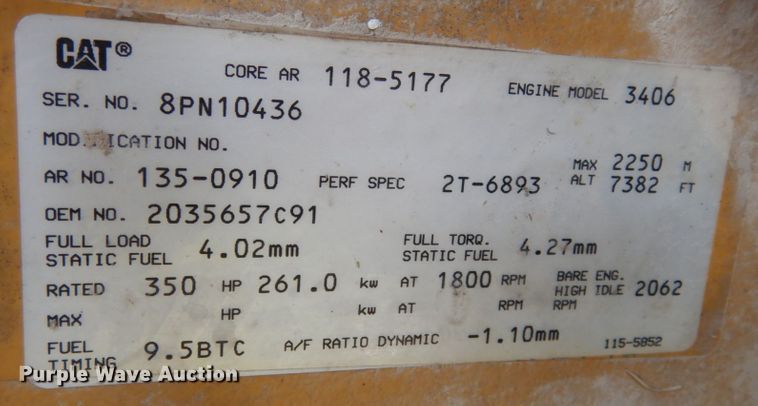 CAT®
CORE AR 118-5177 ENGINE MODEL 3406
SER. NO. 8PN10436
MODIFICATION NO.
AR NO. 135-0910 PERF SPEC 2T-6893 MAX ALT 2250 M 7382 FT
OEM NO. 2035657C91
FULL LOAD STATIC FUEL 4.02mm FULL TORQ. STATIC FUEL 4.27mm
RATED 350 HP 261.0 kw AT 1800 RPM BARE ENG. HIGH IDLE 2062 RPM
MAX HP kw AT RPM
FUEL TIMING 9.5BTC A/F RATIO DYNAMIC -1.10mm 115-5852
Purple Wave Auction